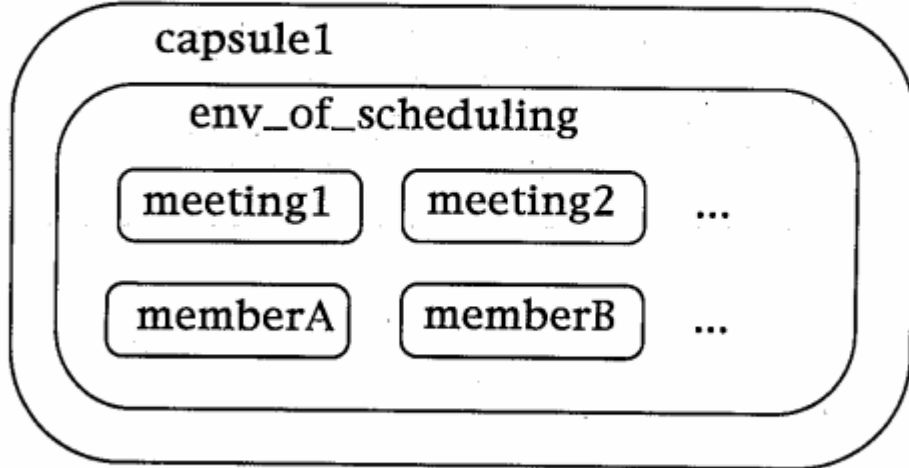 capsule1
env_of_scheduling
meeting1 meeting2 ...
memberA memberB ...